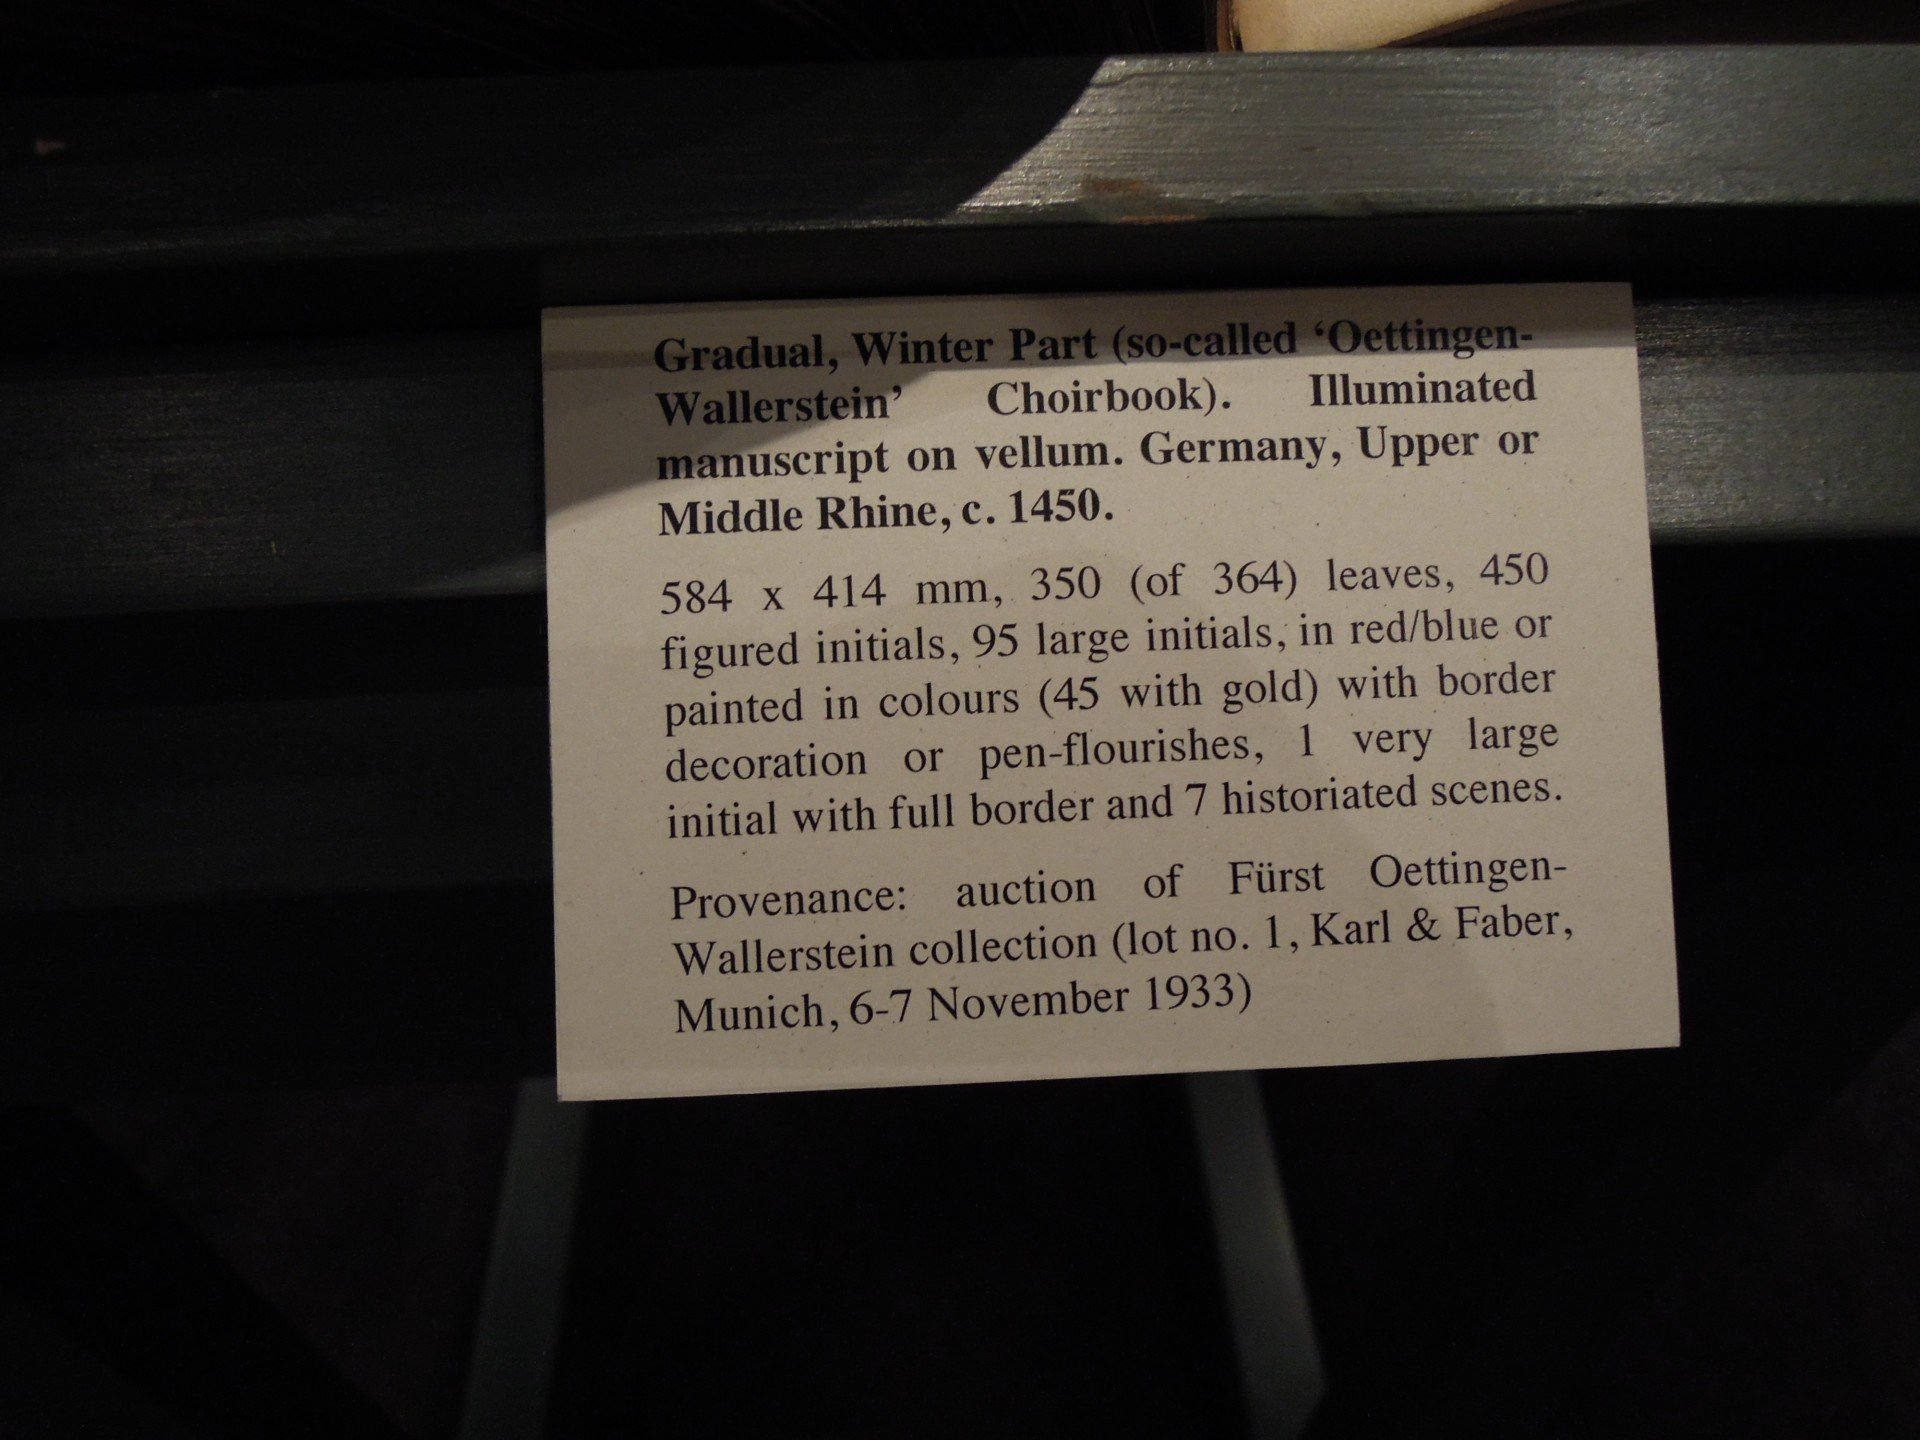 Gradual, Winter Part (so-called ‘Oettingen-
Wallerstein’ Choirbook). Illuminated
manuscript on vellum. Germany, Upper or
Middle Rhine, c. 1450.
584 x 414 mm, 350 (of 364) leaves, 450
figured initials, 95 large initials, in red/blue or
painted in colours (45 with gold) with border
decoration or pen-flourishes, 1 very large
initial with full border and 7 historiated scenes.
Provenance: auction of Fürst Oettingen-
Wallerstein collection (lot no. 1, Karl & Faber,
Munich, 6-7 November 1933)